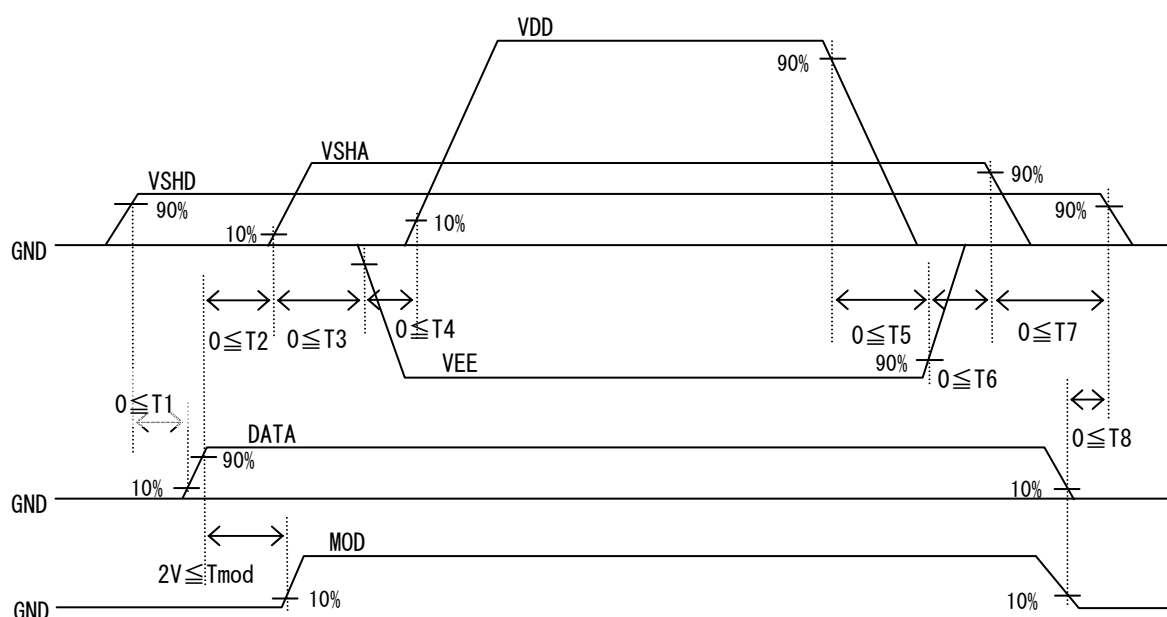 VDD
90%
VSHA
VSHD
90%
90%
90%
10%
10%
GND
0≦T2
0≦T3
0≦T4
0≦T5
0≦T7
VEE
90%
0≦T6
0≦T1
DATA
0≦T8
90%
10%
10%
GND
MOD
2V≦Tmod
10%
10%
GND